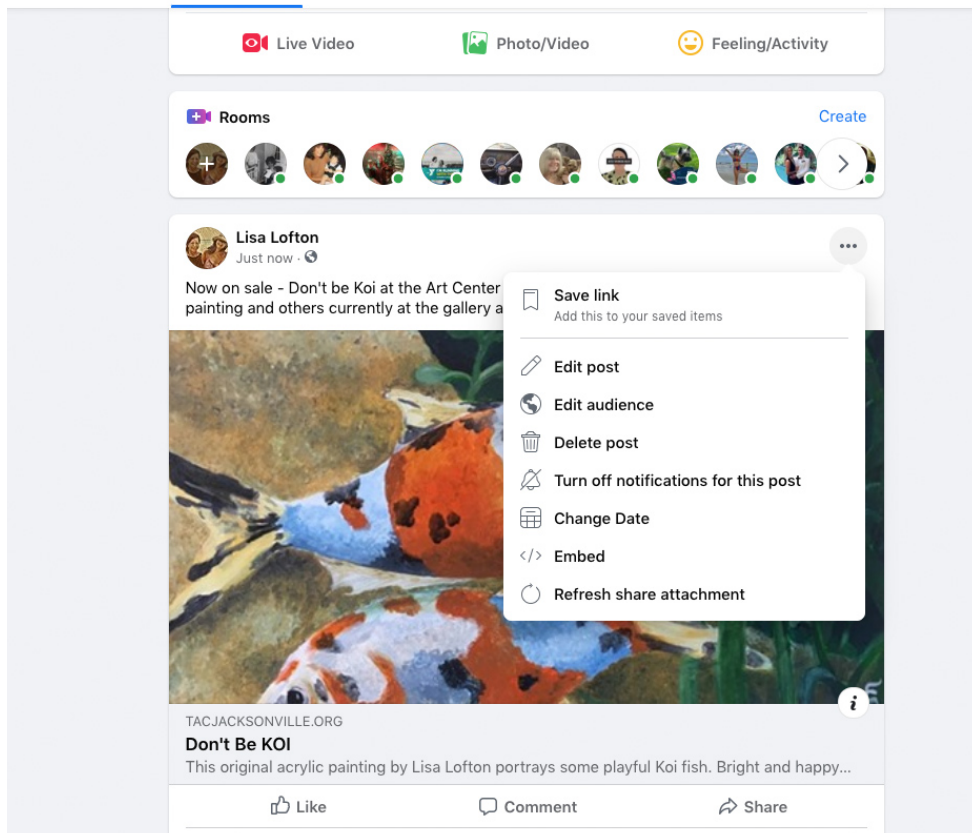 Live Video
Photo/Video
Feeling/Activity
Rooms
Create
Lisa Lofton
Just now ·
Now on sale - Don't be Koi at the Art Center
painting and others currently at the gallery a
Save link
Add this to your saved items
Edit post
Edit audience
Delete post
Turn off notifications for this post
Change Date
</> Embed
Refresh share attachment
i
TACJACKSONVILLE.ORG
Don't Be KOI
This original acrylic painting by Lisa Lofton portrays some playful Koi fish. Bright and happy...
Like
Comment
Share